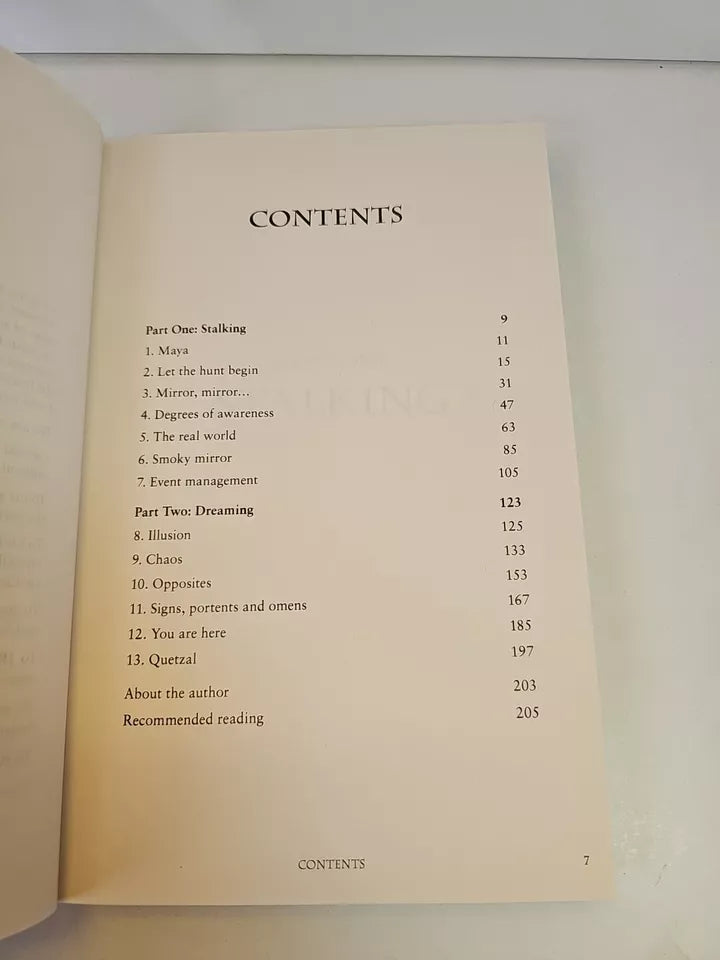 CONTENTS
Part One: Stalking 9
1. Maya 11
2. Let the hunt begin 15
3. Mirror, mirror... 31
4. Degrees of awareness 47
5. The real world 63
6. Smoky mirror 85
7. Event management 105
Part Two: Dreaming 123
8. Illusion 125
9. Chaos 133
10. Opposites 153
11. Signs, portents and omens 167
12. You are here 185
13. Quetzal 197
About the author 203
Recommended reading 205
CONTENTS 7